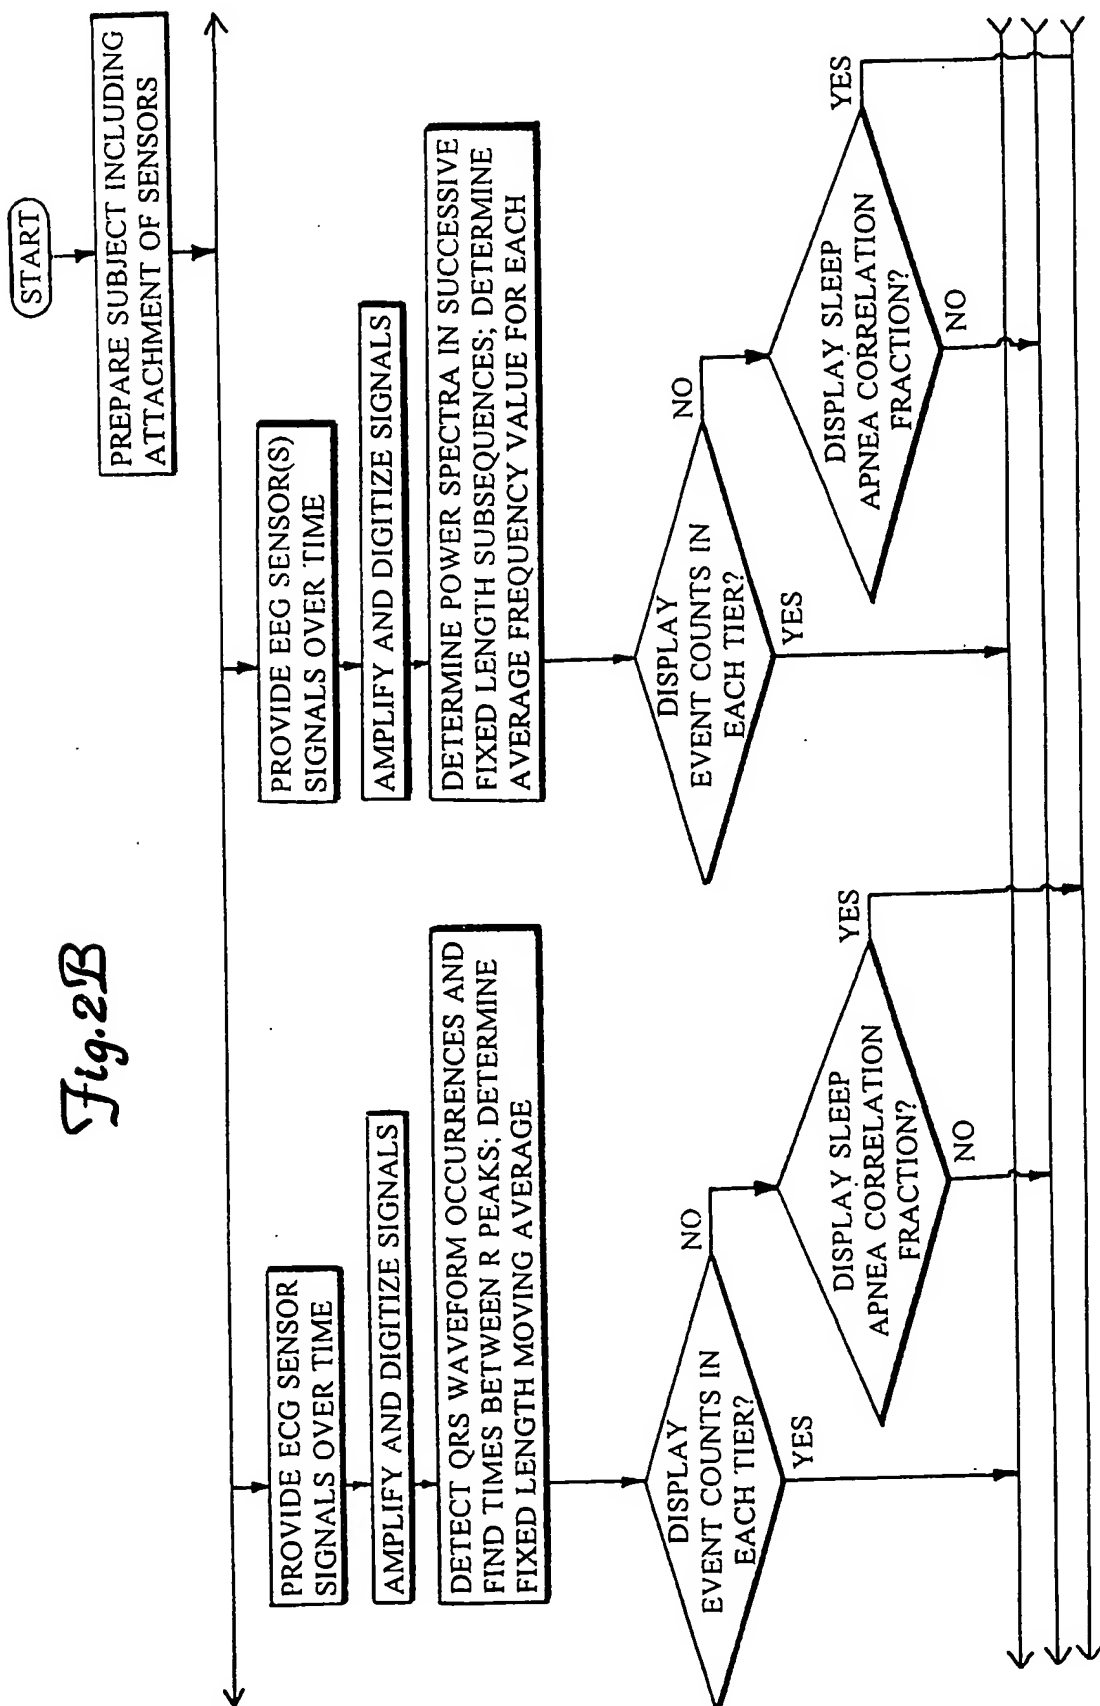 Fig. 2B
START
PREPARE SUBJECT INCLUDING
ATTACHMENT OF SENSORS
PROVIDE ECG SENSOR
SIGNALS OVER TIME
AMPLIFY AND DIGITIZE SIGNALS
DETECT QRS WAVEFORM OCCURRENCES AND
FIND TIMES BETWEEN R PEAKS; DETERMINE
FIXED LENGTH MOVING AVERAGE
DISPLAY
EVENT COUNTS IN
EACH TIER?
NO
YES
DISPLAY SLEEP
APNEA CORRELATION
FRACTION?
YES
NO
PROVIDE EEG SENSOR(S)
SIGNALS OVER TIME
AMPLIFY AND DIGITIZE SIGNALS
DETERMINE POWER SPECTRA IN SUCCESSIVE
FIXED LENGTH SUBSEQUENCES; DETERMINE
AVERAGE FREQUENCY VALUE FOR EACH
DISPLAY
EVENT COUNTS IN
EACH TIER?
NO
YES
DISPLAY SLEEP
APNEA CORRELATION
FRACTION?
YES
NO